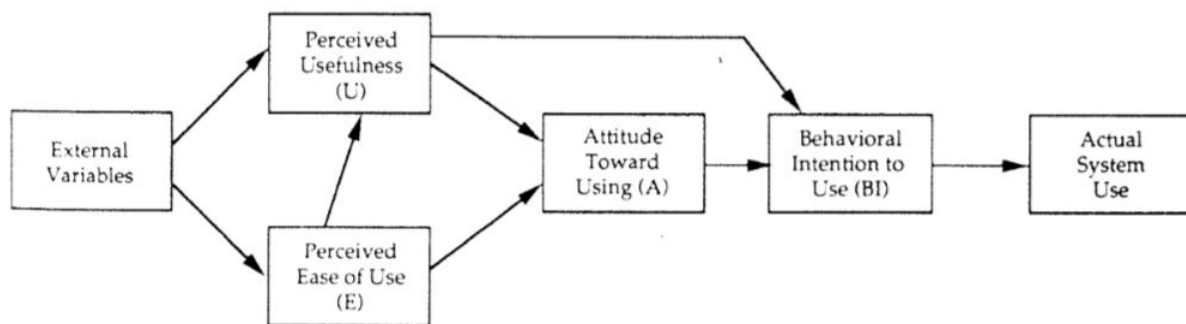 External
Variables
Perceived
Usefulness
(U)
Perceived
Ease of Use
(E)
Attitude
Toward
Using (A)
Behavioral
Intention to
Use (BI)
Actual
System
Use